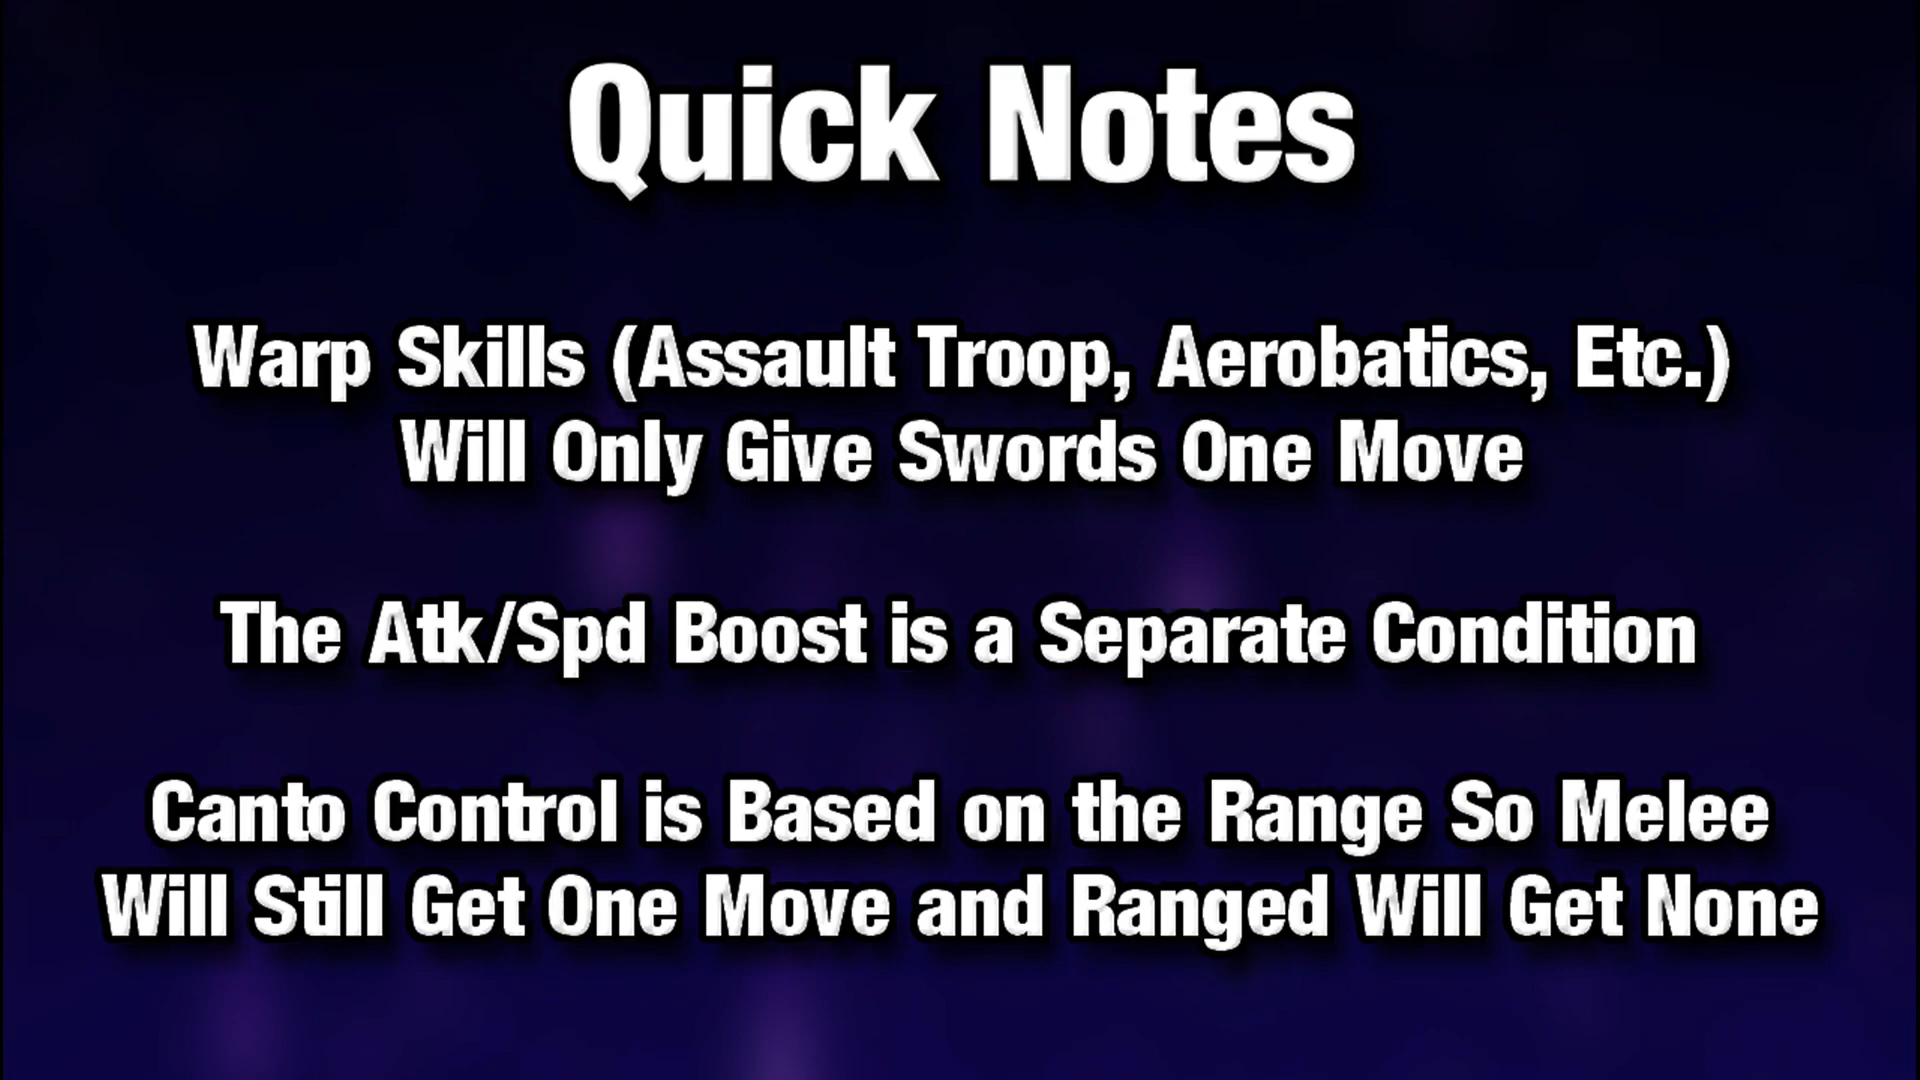 Quick Notes
Warp Skills (Assault Troop, Aerobatics, Etc.)
Will Only Give Swords One Move
The Atk/Spd Boost is a Separate Condition
Canto Control is Based on the Range So Melee
Will Still Get One Move and Ranged Will Get None